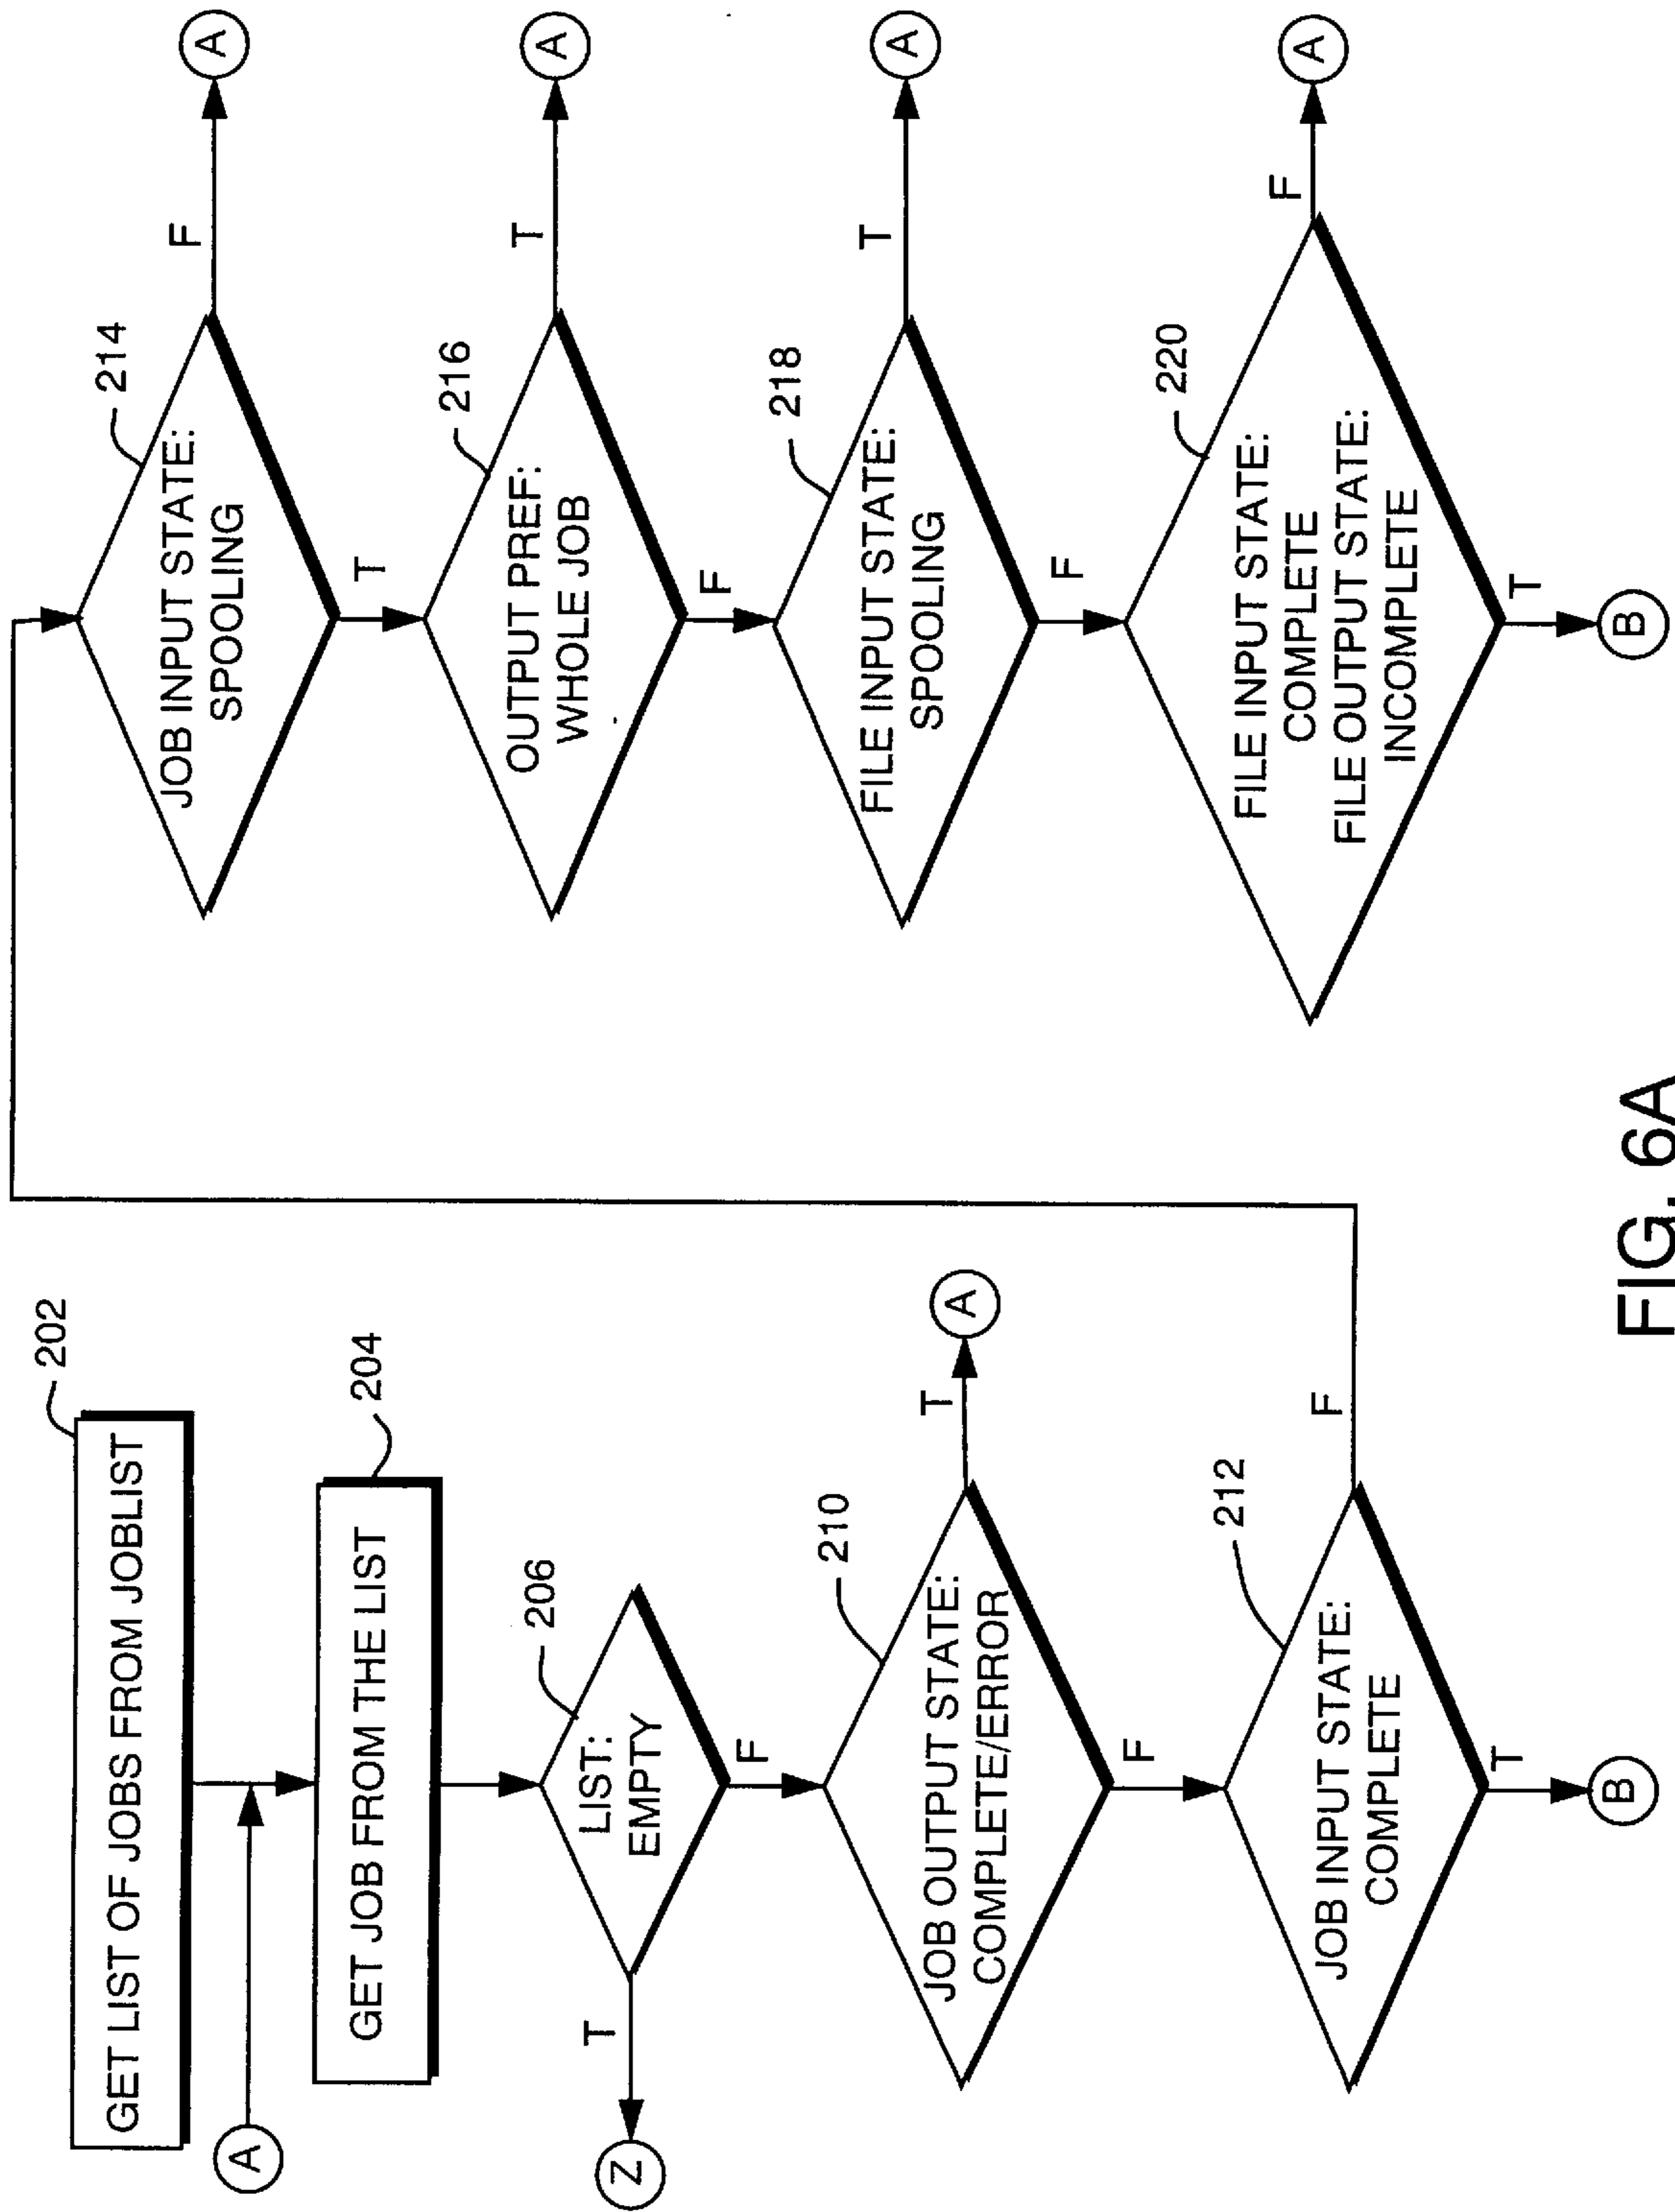 202
GET LIST OF JOBS FROM JOBLIST
A
204
GET JOB FROM THE LIST
206
LIST:
EMPTY
T
Z
F
210
JOB OUTPUT STATE:
COMPLETE/ERROR
T
A
F
212
JOB INPUT STATE:
COMPLETE
F
T
B
214
JOB INPUT STATE:
SPOOLING
F
A
T
216
OUTPUT PREF:
WHOLE JOB
T
A
F
218
FILE INPUT STATE:
SPOOLING
T
A
F
220
FILE INPUT STATE:
COMPLETE
FILE OUTPUT STATE:
INCOMPLETE
F
A
T
B
FIG. 6A